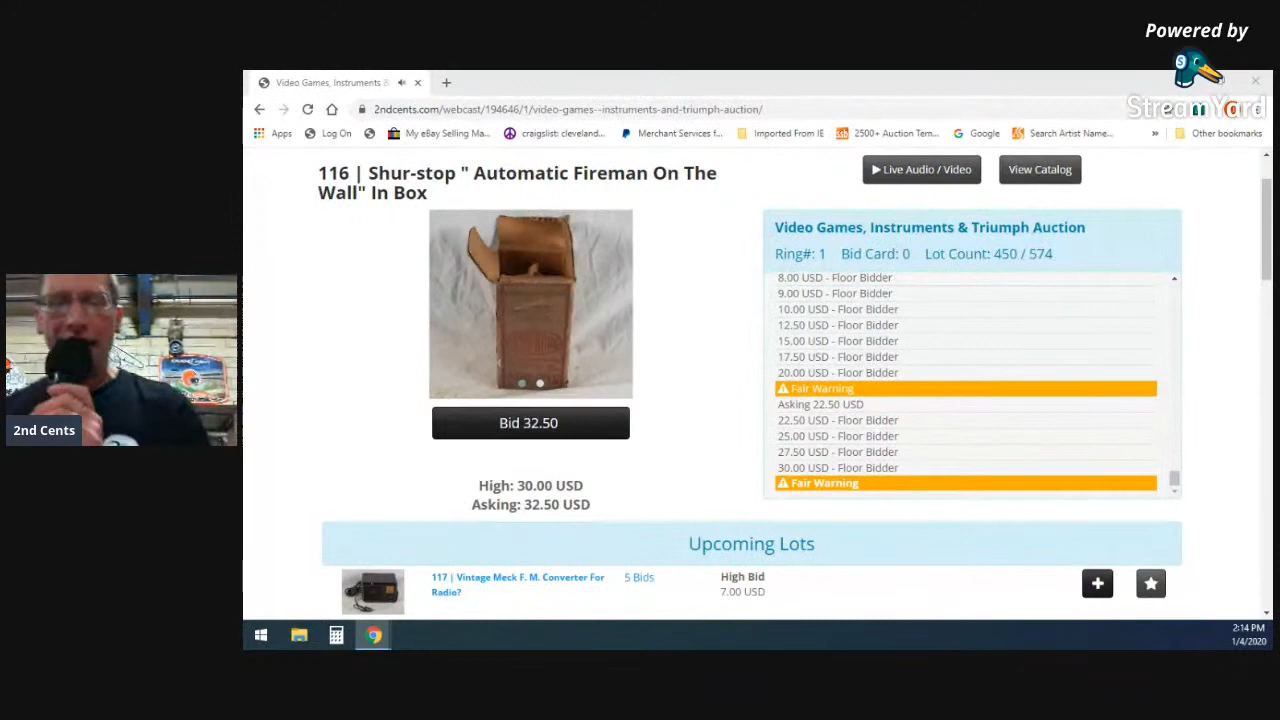 Powered by
StreamYard
Video Games, Instruments &
2ndcents.com/webcast/194646/1/video-games--instruments-and-triumph-auction/
Apps
Log On
My eBay Selling Ma...
craigslist: cleveland...
Merchant Services f...
Imported From IE
2500+ Auction Tem...
Google
Search Artist Name...
»
Other bookmarks
116 | Shur-stop " Automatic Fireman On The
Wall" In Box
Live Audio / Video
View Catalog
Video Games, Instruments & Triumph Auction
Ring#: 1 Bid Card: 0 Lot Count: 450 / 574
8.00 USD - Floor Bidder
9.00 USD - Floor Bidder
10.00 USD - Floor Bidder
12.50 USD - Floor Bidder
15.00 USD - Floor Bidder
17.50 USD - Floor Bidder
20.00 USD - Floor Bidder
Fair Warning
Asking 22.50 USD
22.50 USD - Floor Bidder
25.00 USD - Floor Bidder
27.50 USD - Floor Bidder
30.00 USD - Floor Bidder
Fair Warning
Bid 32.50
High: 30.00 USD
Asking: 32.50 USD
2nd Cents
Upcoming Lots
117 | Vintage Meck F. M. Converter For
Radio?
5 Bids
High Bid
7.00 USD
2:14 PM
1/4/2020